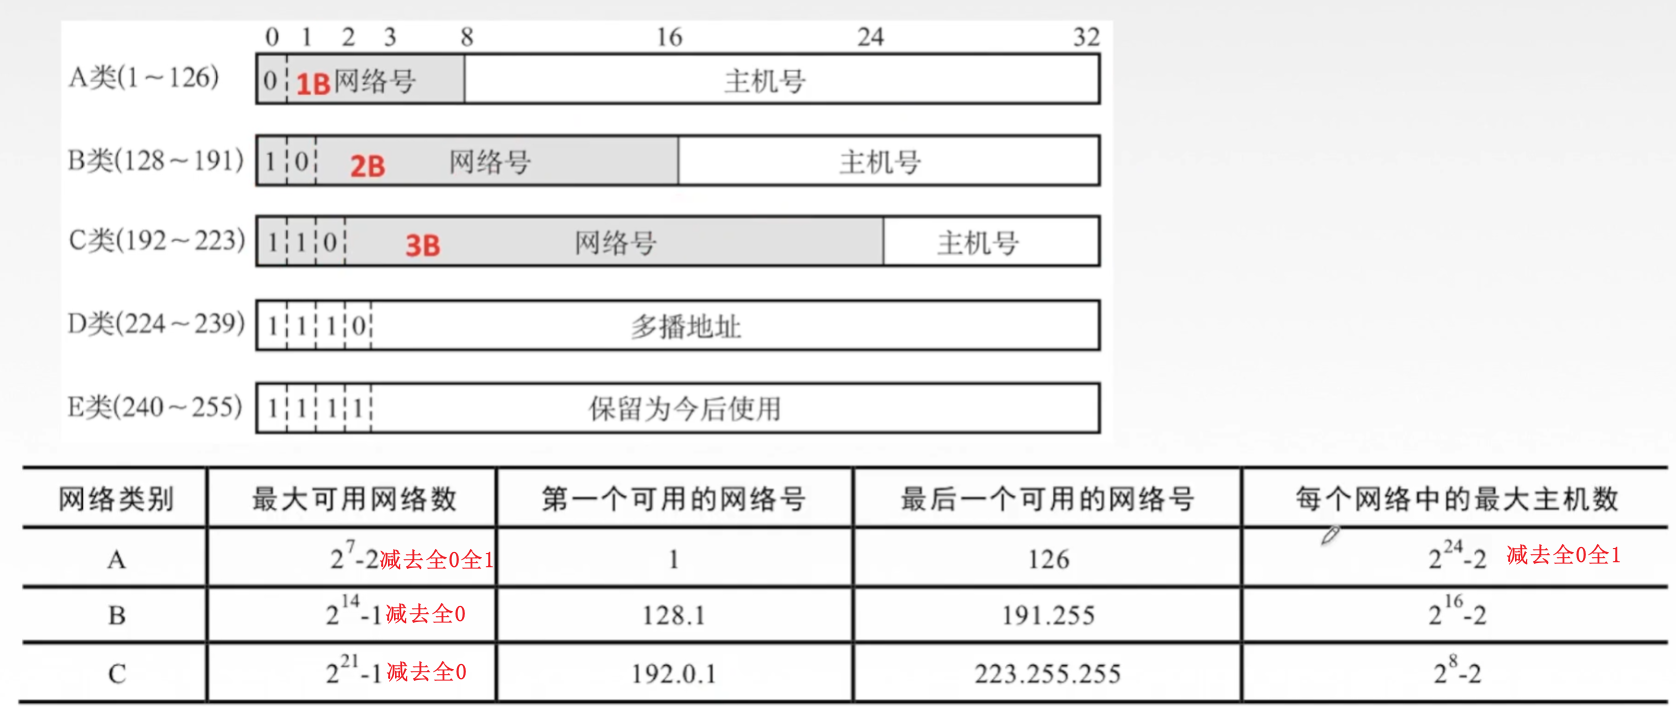 0 1 2 3 8 16 24 32
A类(1～126) 0 1B 网络号 主机号
B类(128～191) 1 0 2B 网络号 主机号
C类(192～223) 1 1 0 3B 网络号 主机号
D类(224～239) 1 1 1 0 多播地址
E类(240～255) 1 1 1 1 保留为今后使用
网络类别 最大可用网络数 第一个可用的网络号 最后一个可用的网络号 每个网络中的最大主机数
A 2^7-2 减去全0全1 1 126 2^24-2 减去全0全1
B 2^14-1 减去全0 128.1 191.255 2^16-2
C 2^21-1 减去全0 192.0.1 223.255.255 2^8-2